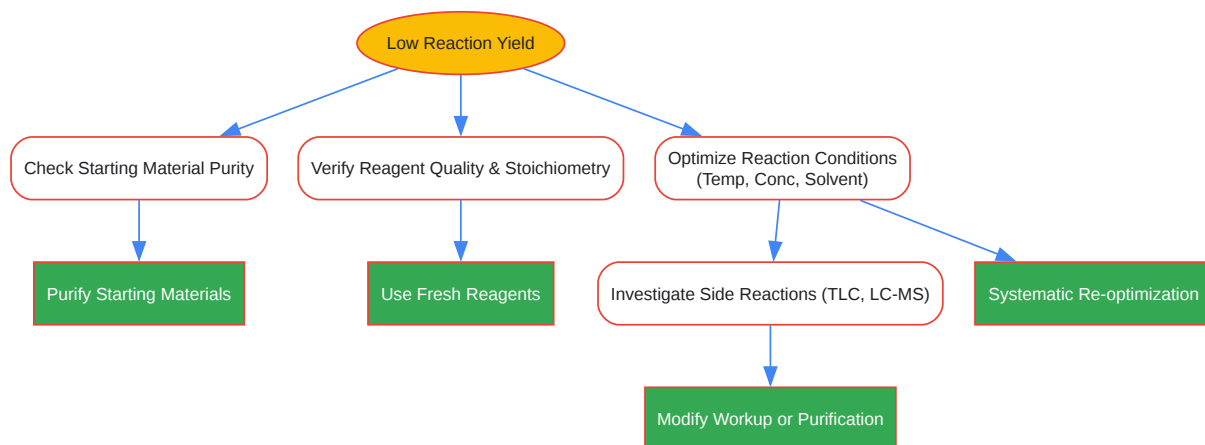 Low Reaction Yield
Check Starting Material Purity
Verify Reagent Quality & Stoichiometry
Optimize Reaction Conditions
(Temp, Conc, Solvent)
Purify Starting Materials
Use Fresh Reagents
Investigate Side Reactions (TLC, LC-MS)
Systematic Re-optimization
Modify Workup or Purification